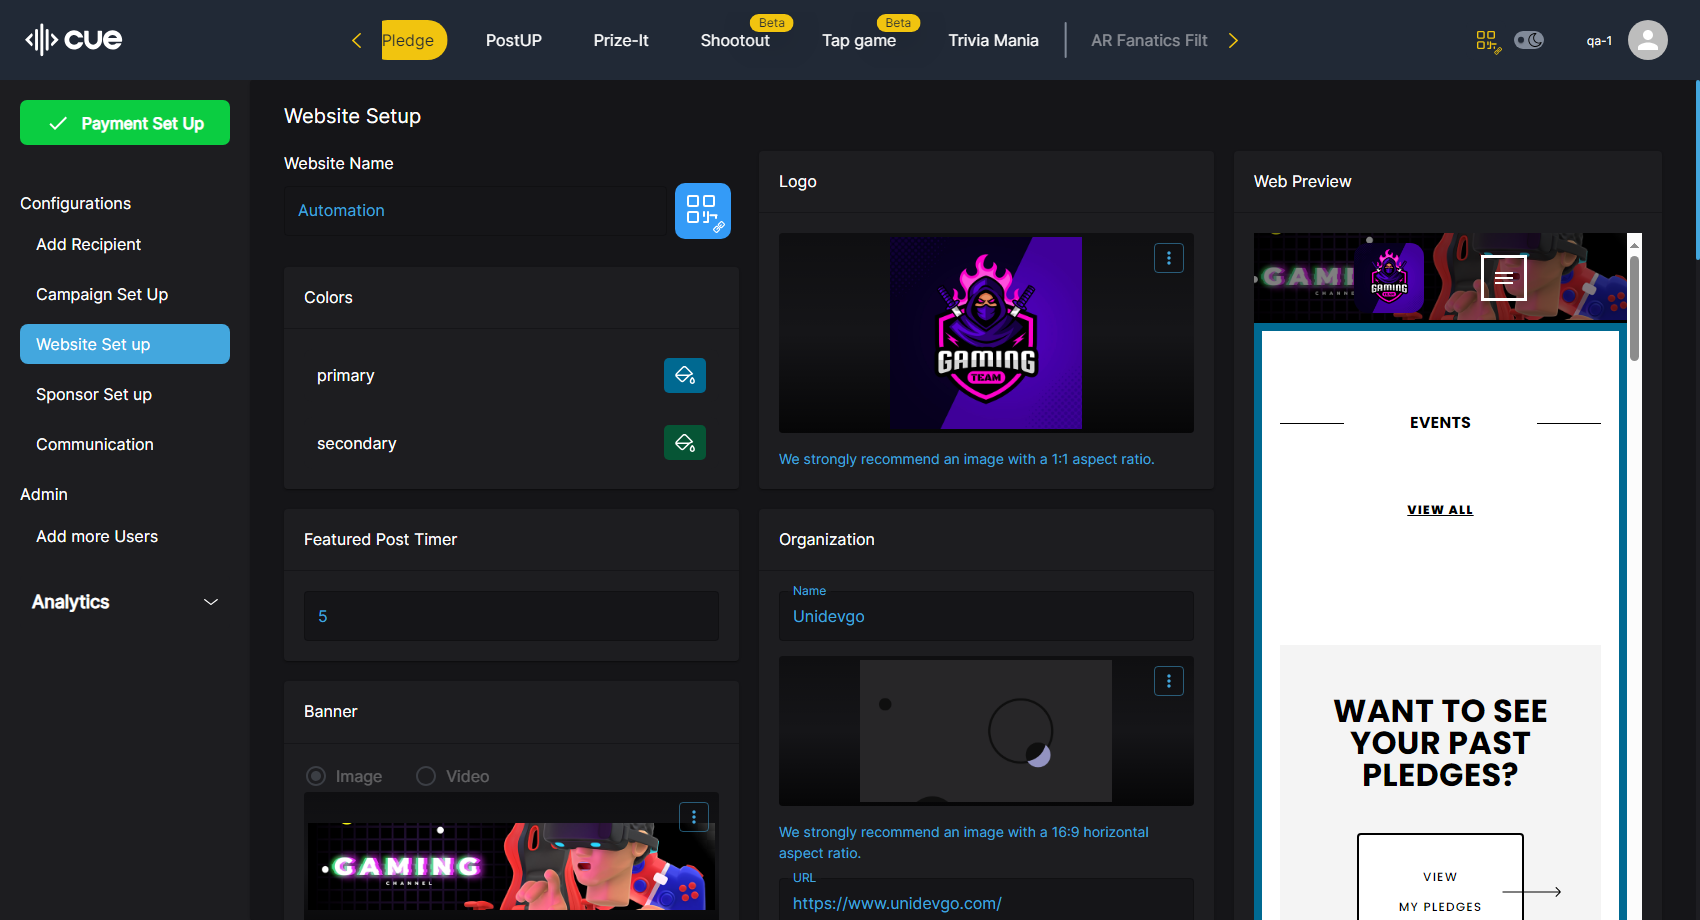 cue
Pledge
PostUP
Prize-It
Shootout
Beta
Tap game
Beta
Trivia Mania
AR Fanatics Filt
qa-1
Payment Set Up
Configurations
Add Recipient
Campaign Set Up
Website Set up
Sponsor Set up
Communication
Admin
Add more Users
Analytics
Website Setup
Website Name
Automation
Colors
primary
secondary
Featured Post Timer
5
Banner
Image
Video
GAMING
CHANNEL
Logo
GAMING
TEAM
We strongly recommend an image with a 1:1 aspect ratio.
Organization
Name
Unidevgo
We strongly recommend an image with a 16:9 horizontal
aspect ratio.
URL
https://www.unidevgo.com/
Web Preview
GAMI
CHANN
GAMING
TEAM
EVENTS
VIEW ALL
WANT TO SEE
YOUR PAST
PLEDGES?
VIEW
MY PLEDGES